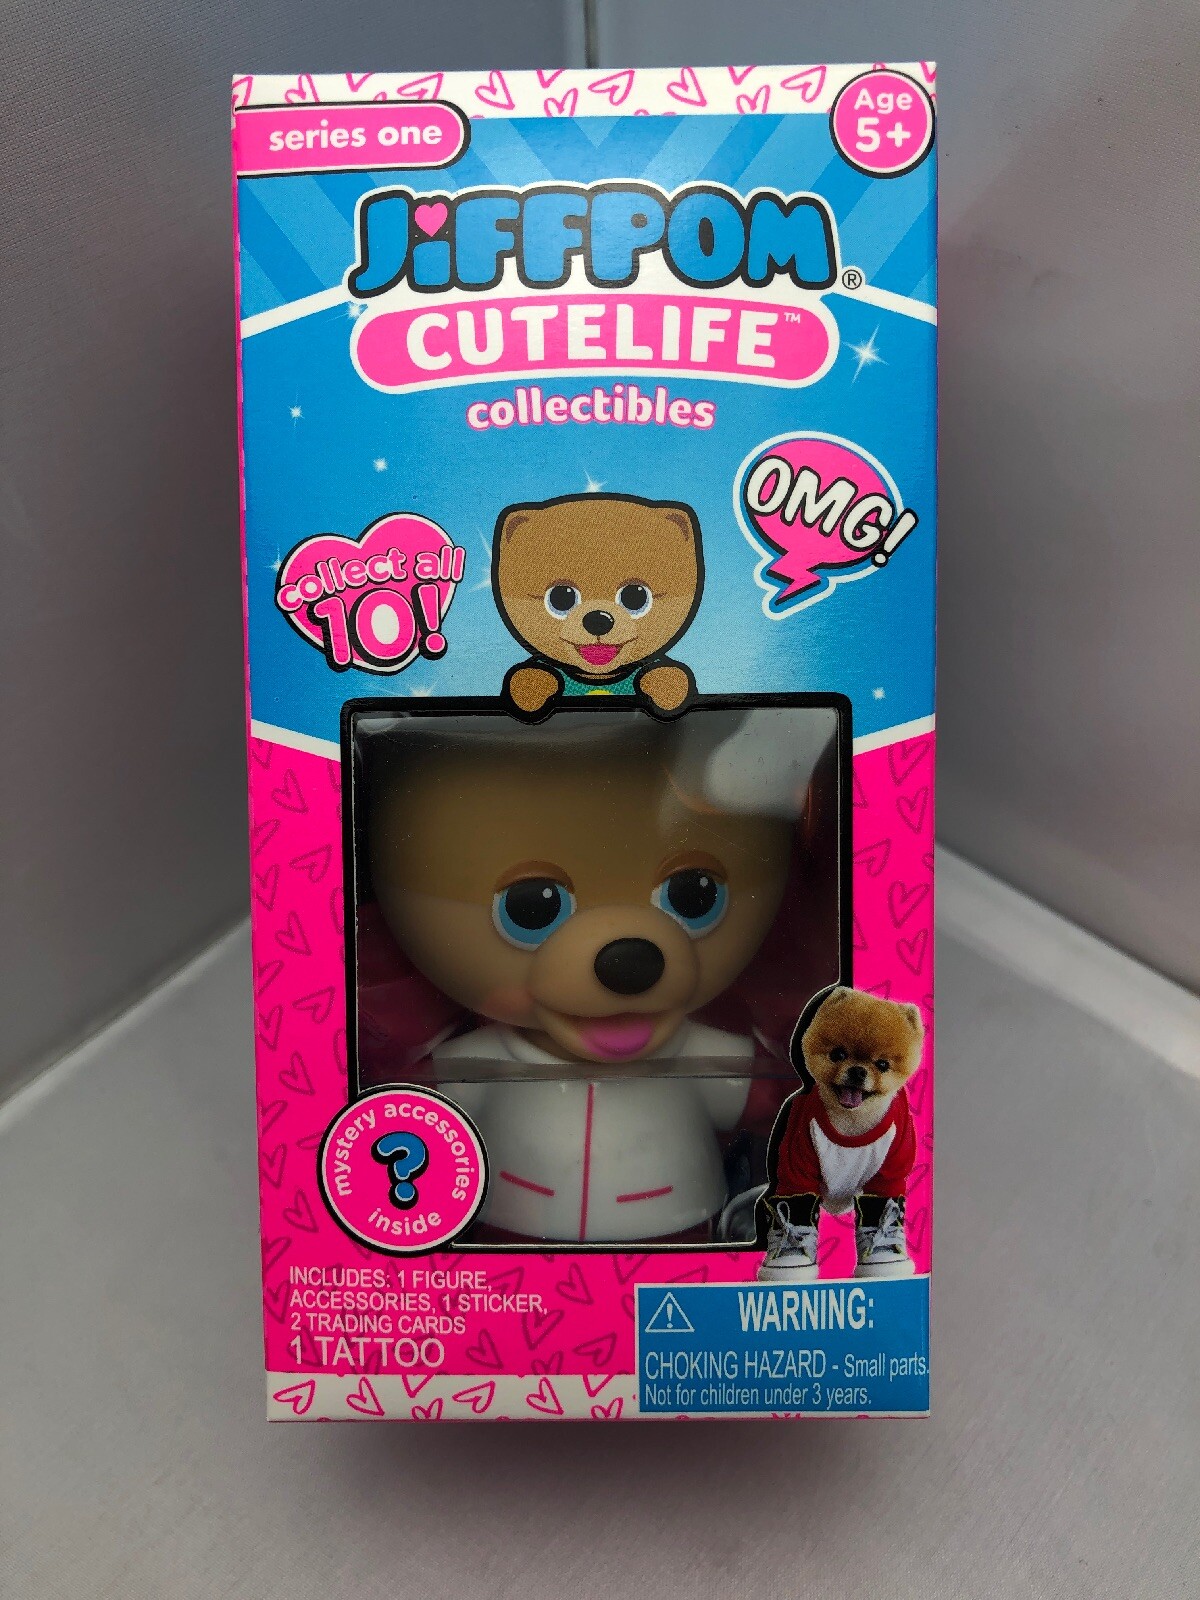 series one
Age
5+
JiFFPOM®
CUTELIFE™
collectibles
OMG!
collect all
10!
mystery accessories
?
inside
INCLUDES: 1 FIGURE,
ACCESSORIES, 1 STICKER,
2 TRADING CARDS
1 TATTOO
WARNING:
CHOKING HAZARD - Small parts.
Not for children under 3 years.